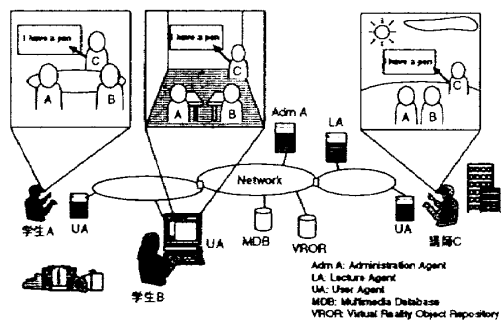 I have a pen
C
A
B
I have a pen
C
A
B
I have a pen
C
A
B
Adm A
LA
Network
学生A
UA
UA
MDB
VROR
UA
講師C
学生B
Adm A: Administration Agent
LA: Lecture Agent
UA: User Agent
MDB: Multimedia Database
VROR: Virtual Reality Object Repository